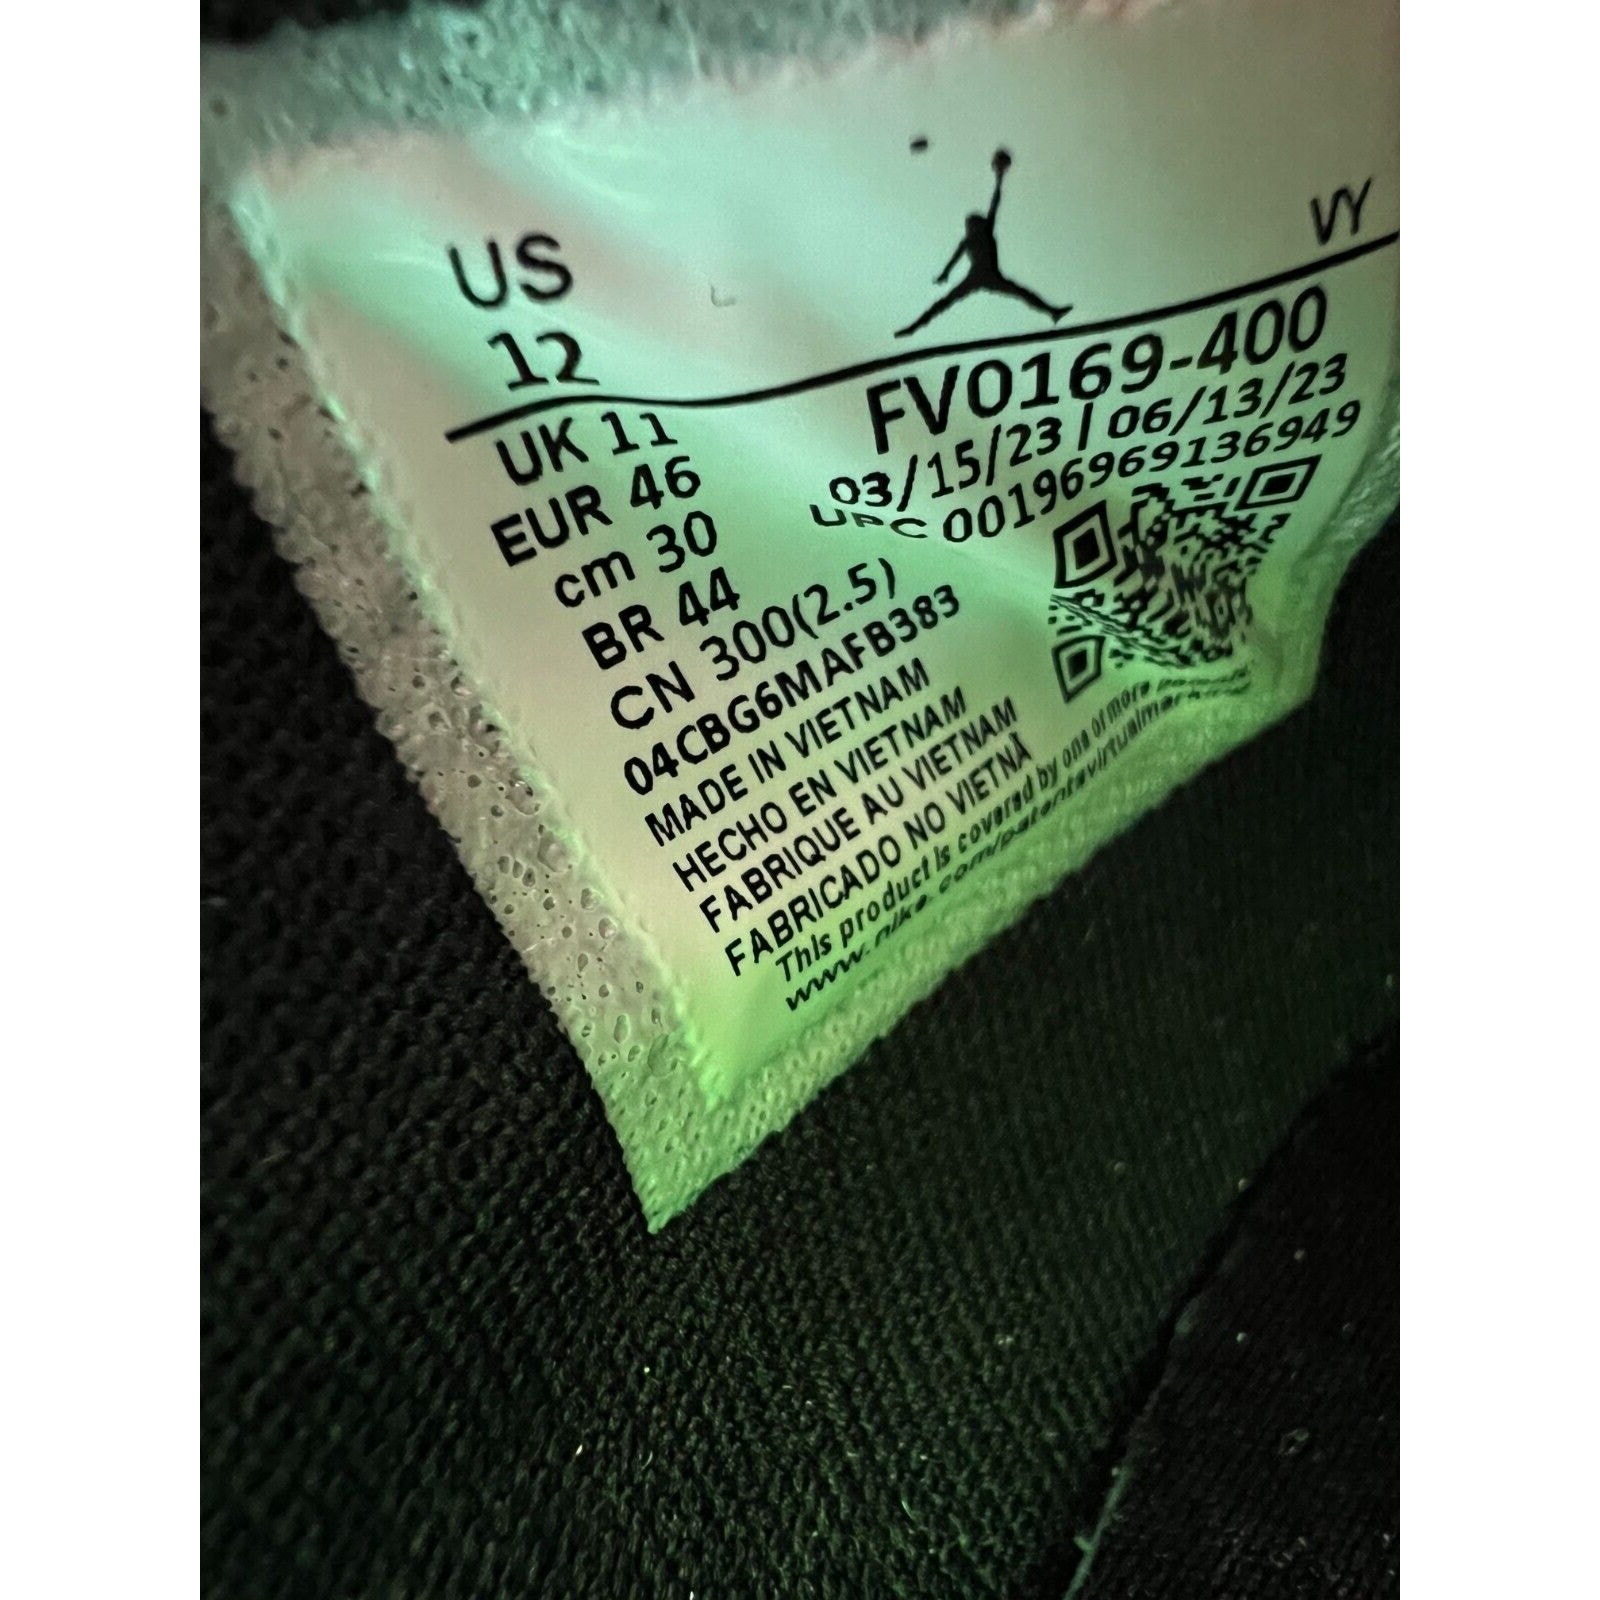 US
12
VY
UK 11
EUR 46
cm 30
BR 44
CN 300(2.5)
04CBG6MAFB383
MADE IN VIETNAM
HECHO EN VIETNAM
FABRIQUE AU VIETNAM
FABRICADO NO VIETNÃ
This product is covered by one or more
www.nike.com/patents
FV0169-400
03/15/23 | 06/13/23
UPC 00196969136949